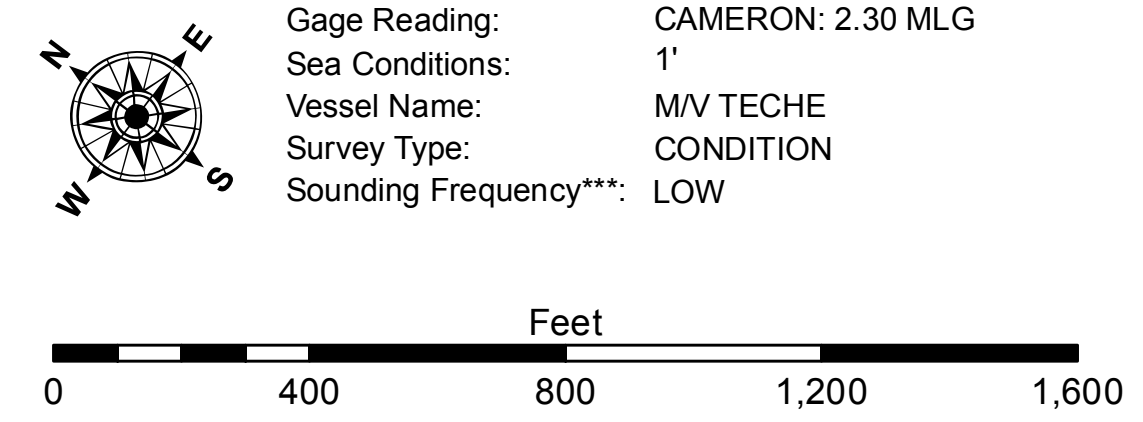 N
E
W
S
Gage Reading: CAMERON: 2.30 MLG
Sea Conditions: 1'
Vessel Name: M/V TECHE
Survey Type: CONDITION
Sounding Frequency***: LOW
Feet
0 400 800 1,200 1,600